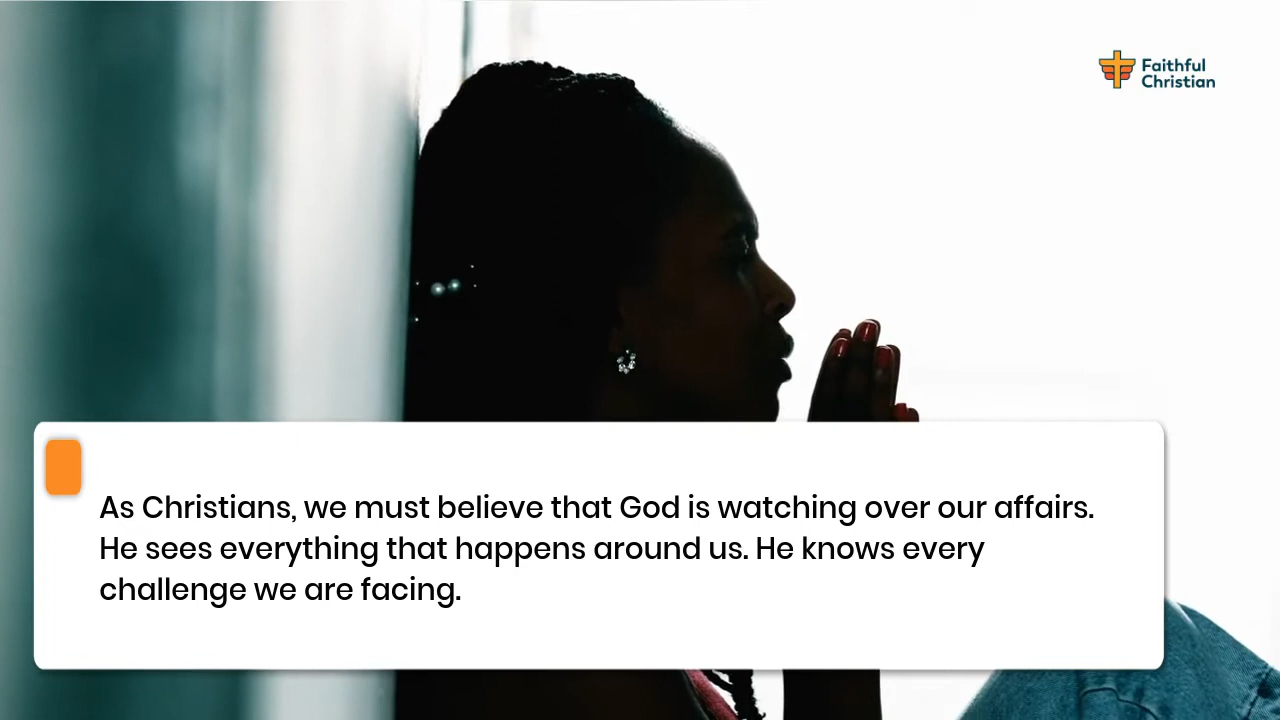 Faithful
Christian
As Christians, we must believe that God is watching over our affairs.
He sees everything that happens around us. He knows every
challenge we are facing.